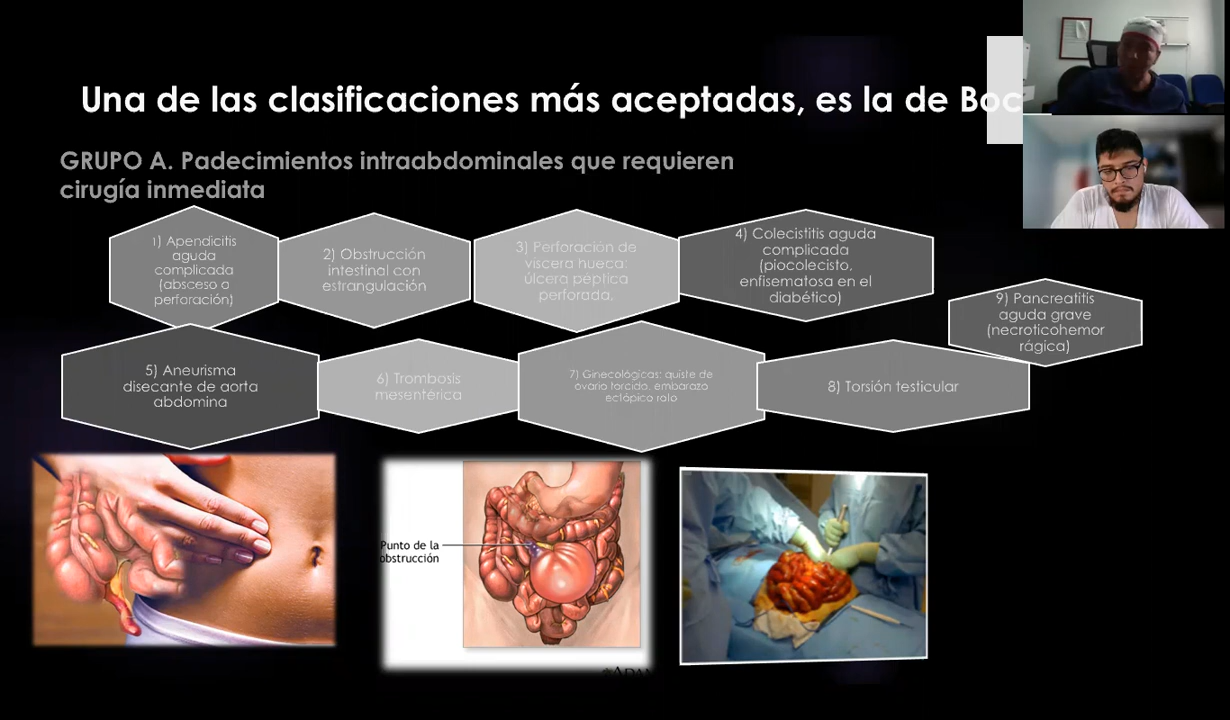 Una de las clasificaciones más aceptadas, es la de Boc
GRUPO A. Padecimientos intraabdominales que requieren
cirugía inmediata
1) Apendicitis
aguda
complicada
(absceso o
perforación)
2) Obstrucción
intestinal con
estrangulación
3) Perforación de
víscera hueca:
úlcera péptica
perforada,
4) Colecistitis aguda
complicada
(piocolecisto,
enfisematosa en el
diabético)
9) Pancreatitis
aguda grave
(necroticohemor
rágica)
5) Aneurisma
disecante de aorta
abdomina
6) Trombosis
mesentérica
7) Ginecológicas: quiste de
ovario torcido, embarazo
ectópico roto
8) Torsión testicular
Punto de la
obstrucción